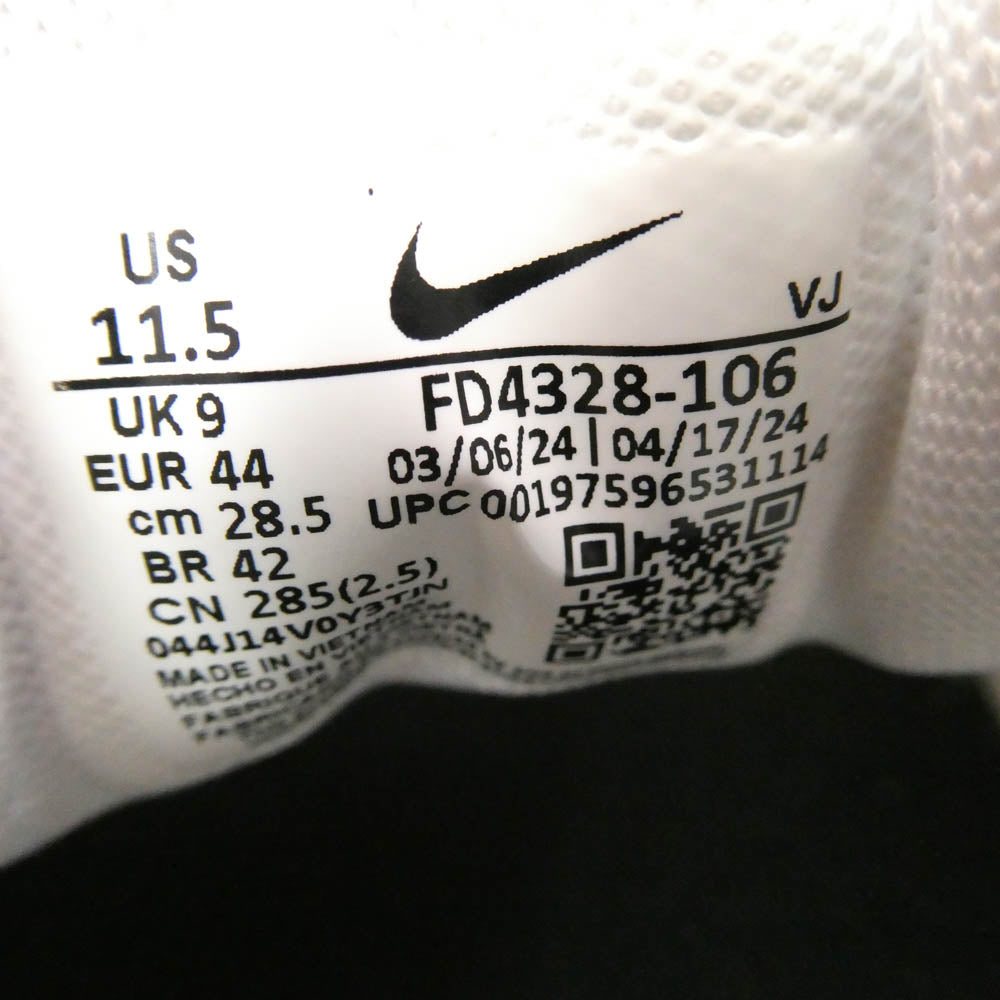 US
11.5
VJ
UK 9
FD4328-106
EUR 44
03/06/24 | 04/17/24
cm 28.5
UPC 00197596531114
BR 42
CN 285(2.5)
044J14V0Y3TJN
MADE IN VIETNAM
HECHO EN